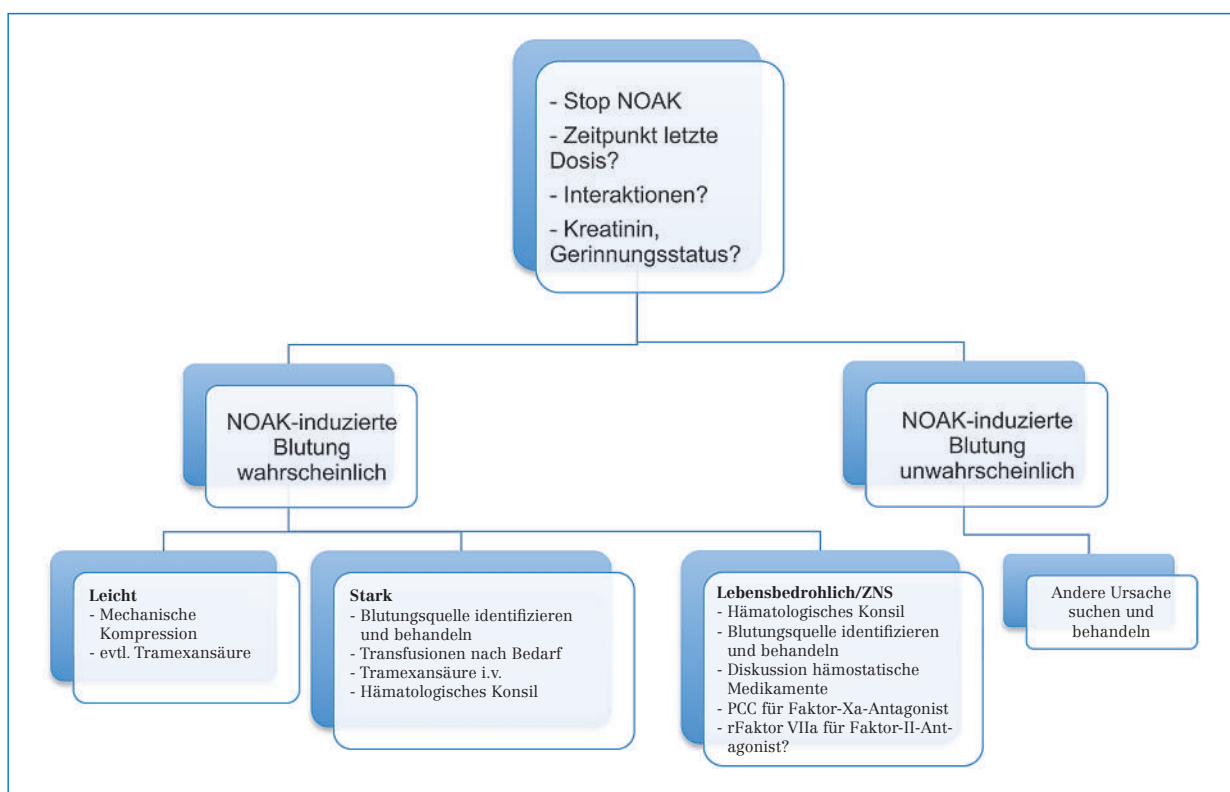 - Stop NOAK
- Zeitpunkt letzte
Dosis?
- Interaktionen?
- Kreatinin,
Gerinnungsstatus?
NOAK-induzierte
Blutung
wahrscheinlich
NOAK-induzierte
Blutung
unwahrscheinlich
Leicht
- Mechanische
Kompression
- evtl. Tramexansäure
Stark
- Blutungsquelle identifizieren
und behandeln
- Transfusionen nach Bedarf
- Tramexansäure i.v.
- Hämatologisches Konsil
Lebensbedrohlich/ZNS
- Hämatologisches Konsil
- Blutungsquelle identifizieren
und behandeln
- Diskussion hämostatische
Medikamente
- PCC für Faktor-Xa-Antagonist
- rFaktor VIIa für Faktor-II-Ant-
agonist?
Andere Ursache
suchen und
behandeln